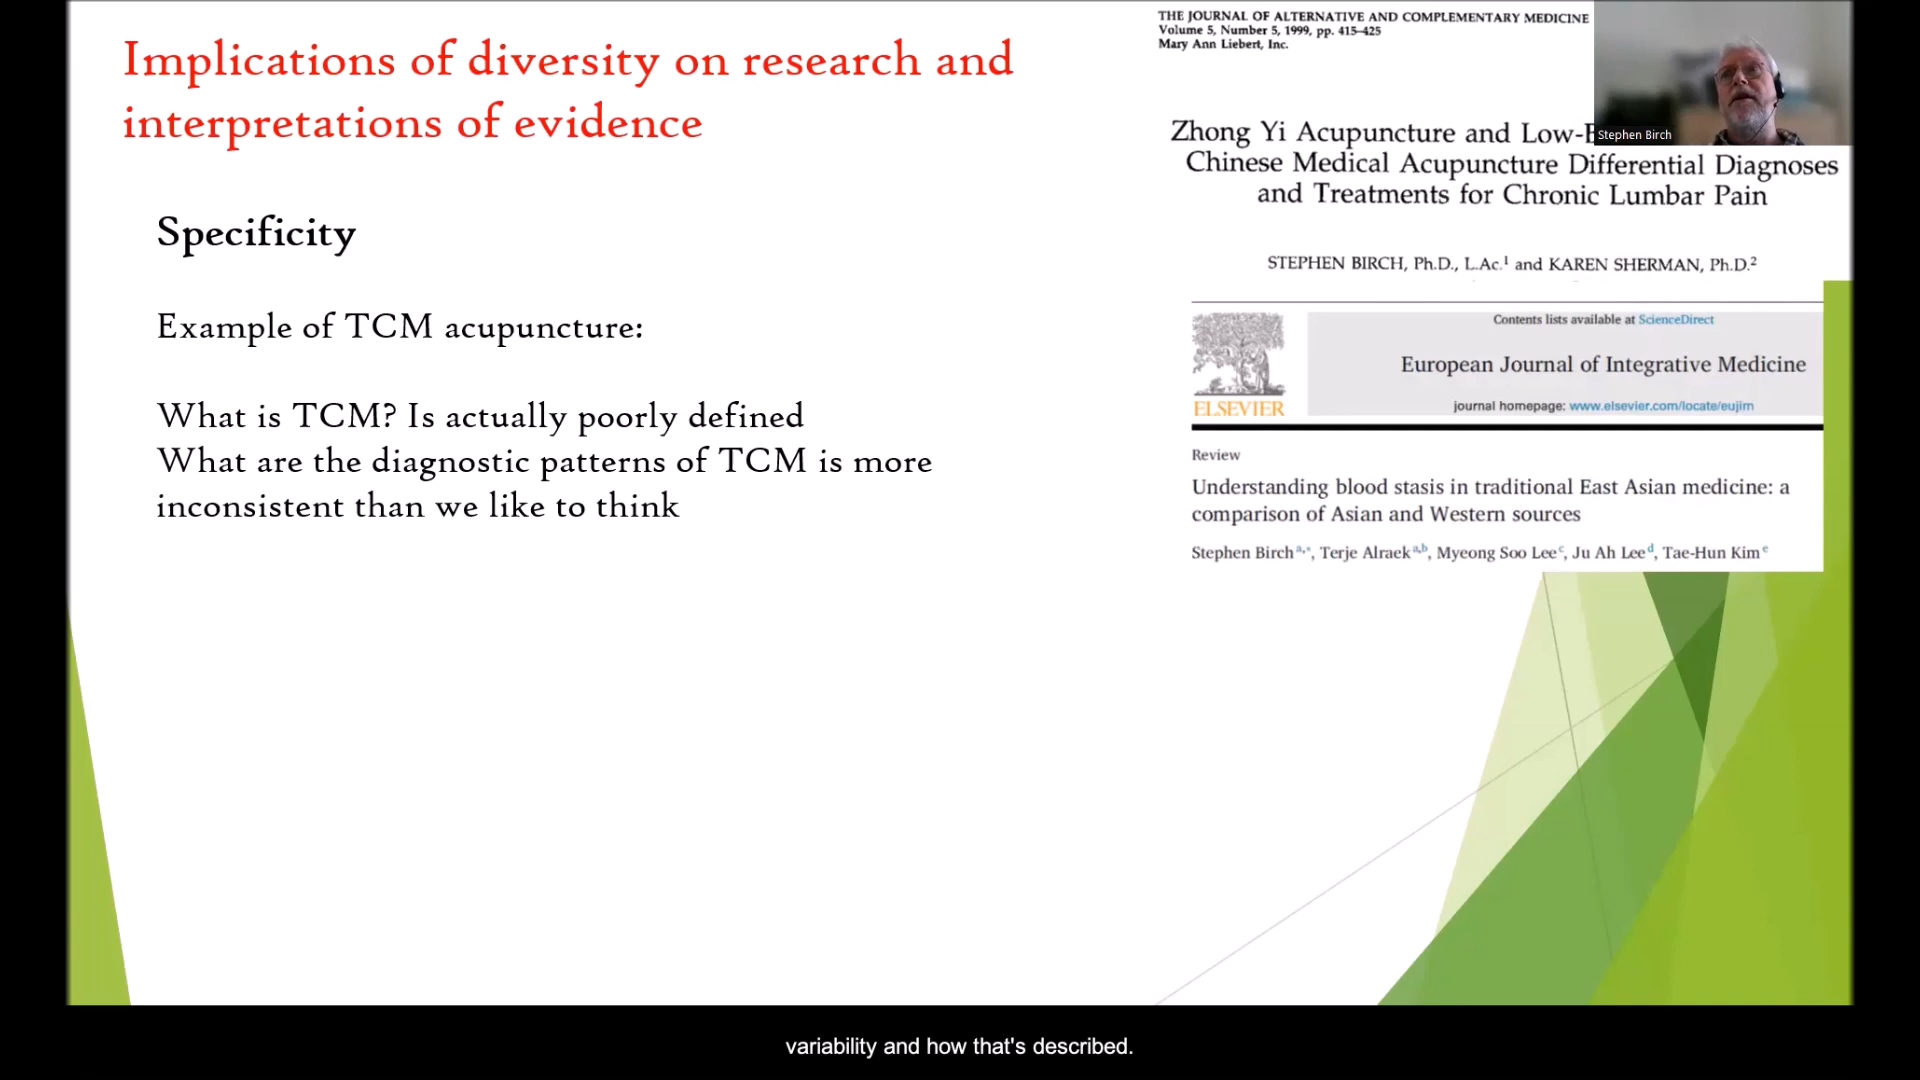 Implications of diversity on research and
interpretations of evidence
Specificity
Example of TCM acupuncture:
What is TCM? Is actually poorly defined
What are the diagnostic patterns of TCM is more
inconsistent than we like to think
THE JOURNAL OF ALTERNATIVE AND COMPLEMENTARY MEDICINE
Volume 5, Number 5, 1999, pp. 415–425
Mary Ann Liebert, Inc.
Stephen Birch
Zhong Yi Acupuncture and Low-
Chinese Medical Acupuncture Differential Diagnoses
and Treatments for Chronic Lumbar Pain
STEPHEN BIRCH, Ph.D., L.Ac.¹ and KAREN SHERMAN, Ph.D.²
Contents lists available at ScienceDirect
European Journal of Integrative Medicine
ELSEVIER
journal homepage: www.elsevier.com/locate/eujim
Review
Understanding blood stasis in traditional East Asian medicine: a
comparison of Asian and Western sources
Stephen Birch a,*, Terje Alraek a,b, Myeong Soo Lee c, Ju Ah Lee d, Tae-Hun Kim e
variability and how that's described.